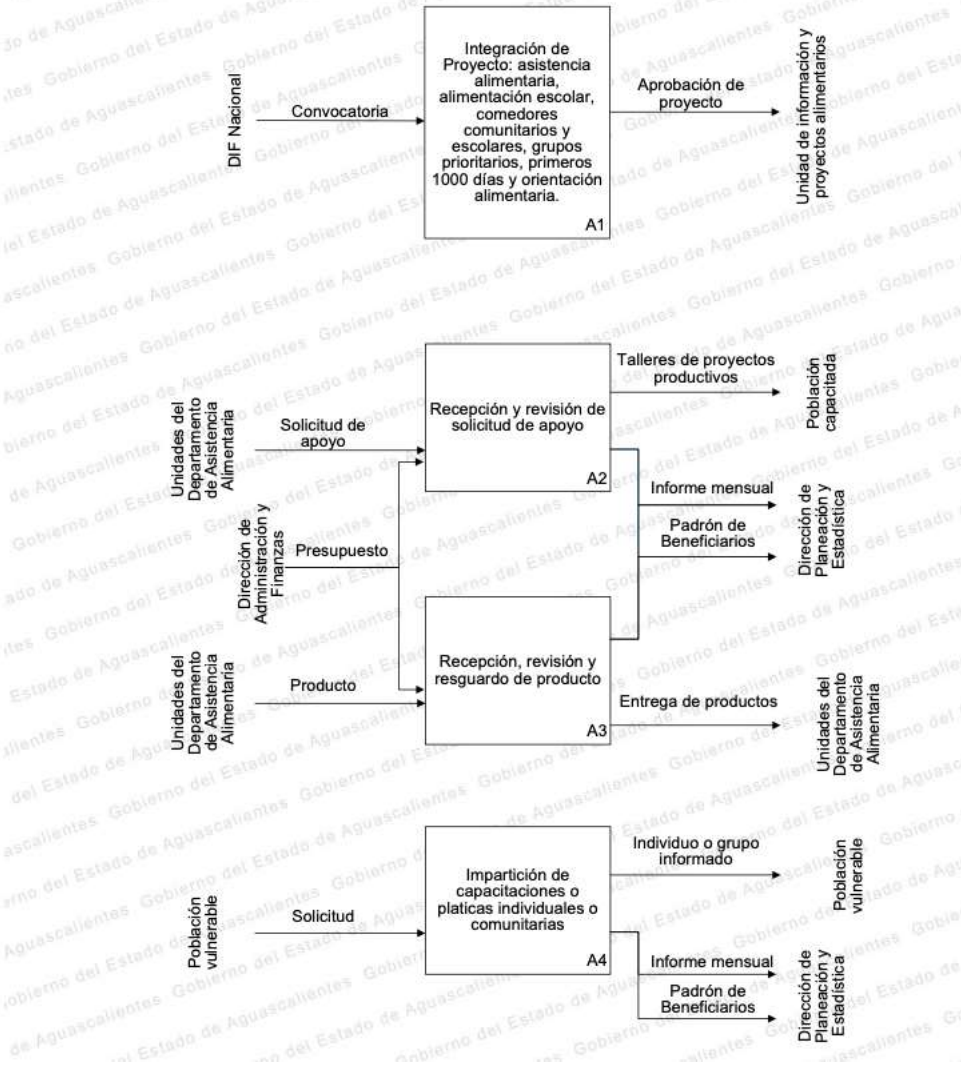 DIF Nacional
Convocatoria
Integración de
Proyecto: asistencia
alimentaria,
alimentación escolar,
comedores
comunitarios y
escolares, grupos
prioritarios, primeros
1000 días y orientación
alimentaria.
A1
Aprobación de
proyecto
Unidad de información y
proyectos alimentarios
Unidades del
Departamento
de Asistencia
Alimentaria
Solicitud de
apoyo
Recepción y revisión de
solicitud de apoyo
A2
Talleres de proyectos
productivos
Población
capacitada
Dirección de
Administración y
Finanzas
Presupuesto
Informe mensual
Padrón de
Beneficiarios
Dirección de
Planeación y
Estadística
Unidades del
Departamento
de Asistencia
Alimentaria
Producto
Recepción, revisión y
resguardo de producto
A3
Entrega de productos
Unidades del
Departamento
de Asistencia
Alimentaria
Población
vulnerable
Solicitud
Impartición de
capacitaciones o
platicas individuales o
comunitarias
A4
Individuo o grupo
informado
Población
vulnerable
Informe mensual
Padrón de
Beneficiarios
Dirección de
Planeación y
Estadística
Gobierno del Estado de Aguascalientes